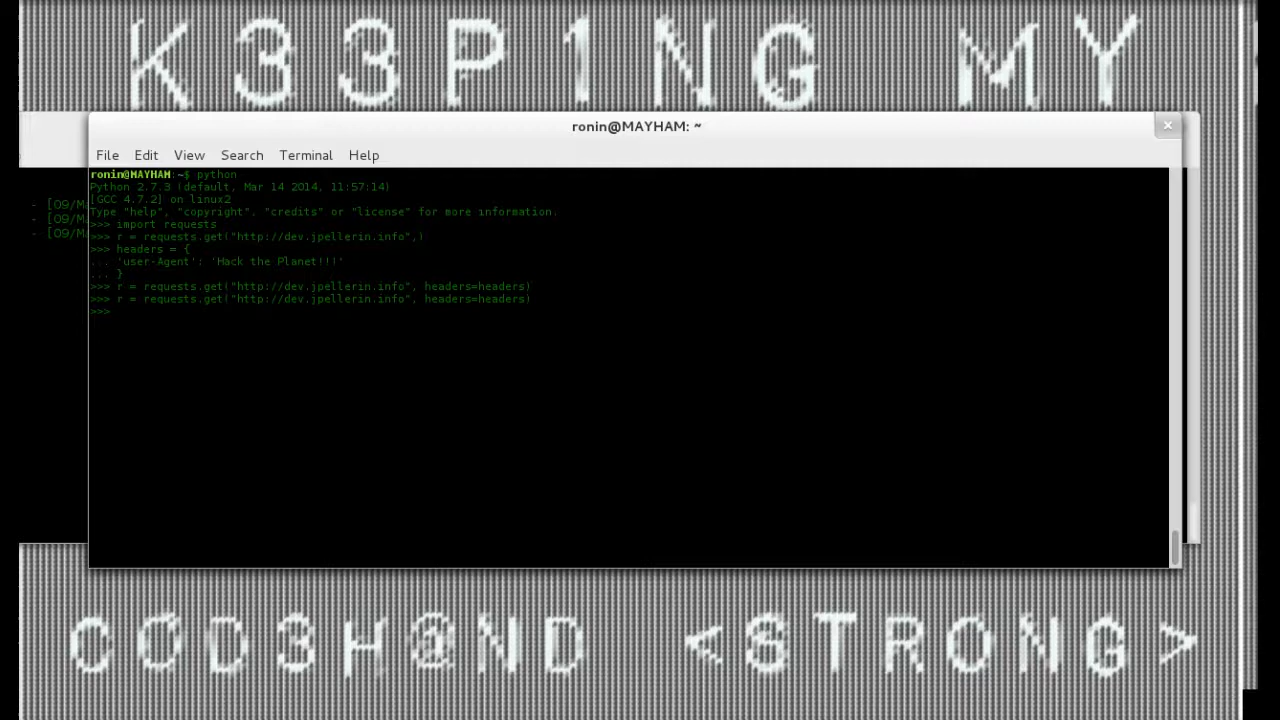 K33P1NG MY
ronin@MAYHAM: ~
File Edit View Search Terminal Help
ronin@MAYHAM:~$ python
Python 2.7.3 (default, Mar 14 2014, 11:57:14)
[GCC 4.7.2] on linux2
Type "help", "copyright", "credits" or "license" for more information.
>>> import requests
>>> r = requests.get("http://dev.jpellerin.info",)
>>> headers = {
... 'user-Agent': 'Hack the Planet!!!'
... }
>>> r = requests.get("http://dev.jpellerin.info", headers=headers)
>>> r = requests.get("http://dev.jpellerin.info", headers=headers)
>>>
- [09/M
- [09/M
- [09/M
C0D3H@ND <STRONG>